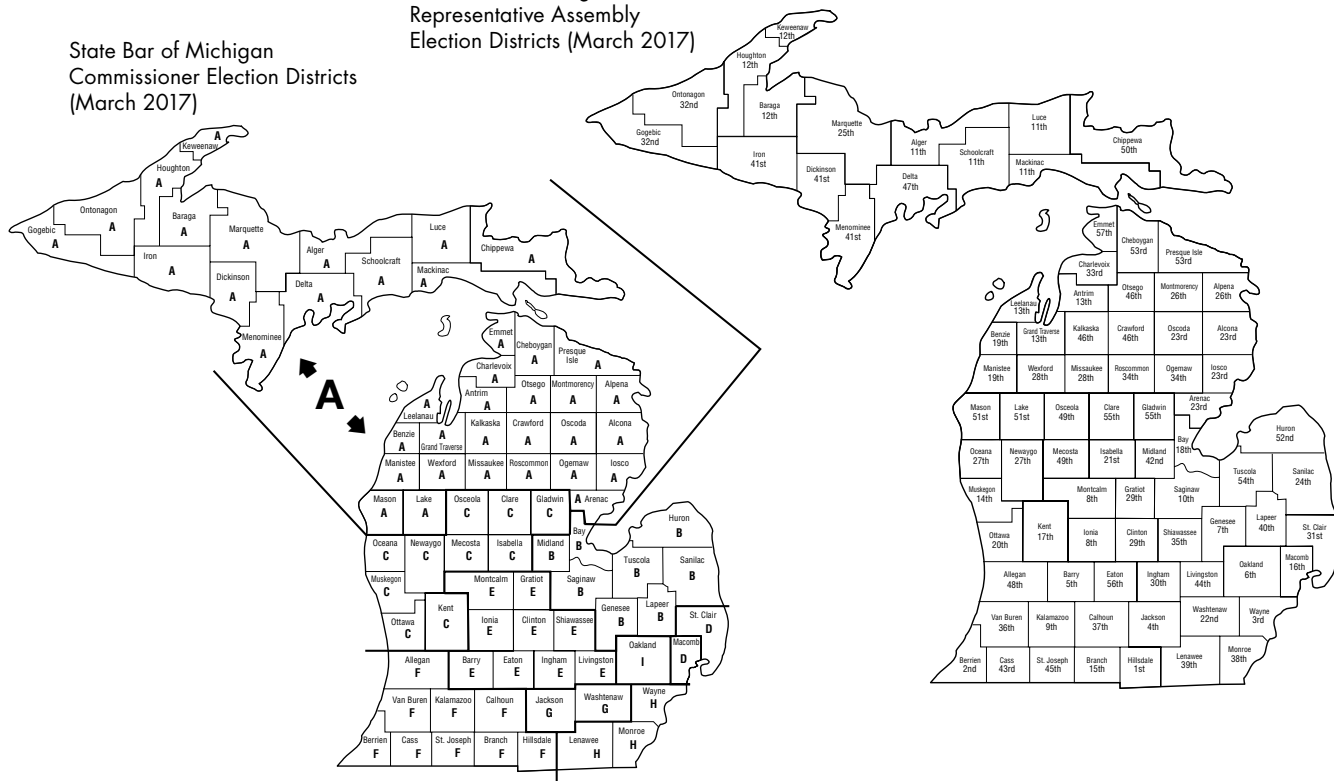 State Bar of Michigan
Commissioner Election Districts
(March 2017)
A
Keweenaw
Houghton
A
Ontonagon
A
Baraga
A
Gogebic
A
Marquette
A
Iron
A
Alger
A
Luce
A
Chippewa
A
Schoolcraft
A
Mackinac
A
Dickinson
A
Delta
A
Menominee
A
A
Emmet
A
Cheboygan
A
Presque
Isle
A
Charlevoix
A
Antrim
A
Otsego
A
Montmorency
A
Alpena
A
A
Leelanau
Benzie
A
A
Grand Traverse
Kalkaska
A
Crawford
A
Oscoda
A
Alcona
A
Manistee
A
Wexford
A
Missaukee
A
Roscommon
A
Ogemaw
A
Iosco
A
Mason
A
Lake
A
Osceola
C
Clare
C
Gladwin
C
A Arenac
Oceana
C
Newaygo
C
Mecosta
C
Isabella
C
Midland
B
Bay
B
Huron
B
Muskegon
C
Montcalm
E
Gratiot
E
Saginaw
B
Tuscola
B
Sanilac
B
Ottawa
C
Kent
C
Ionia
E
Clinton
E
Shiawassee
E
Genesee
B
Lapeer
B
St. Clair
D
Allegan
F
Barry
E
Eaton
E
Ingham
E
Livingston
E
Oakland
I
Macomb
D
Van Buren
F
Kalamazoo
F
Calhoun
F
Jackson
G
Washtenaw
G
Wayne
H
Berrien
F
Cass
F
St. Joseph
F
Branch
F
Hillsdale
F
Lenawee
H
Monroe
H
Representative Assembly
Election Districts (March 2017)
Keweenaw
12th
Houghton
12th
Ontonagon
32nd
Baraga
12th
Gogebic
32nd
Marquette
25th
Iron
41st
Alger
11th
Luce
11th
Chippewa
50th
Schoolcraft
11th
Mackinac
11th
Dickinson
41st
Delta
47th
Menominee
41st
Emmet
57th
Cheboygan
53rd
Presque Isle
53rd
Charlevoix
33rd
Antrim
13th
Otsego
46th
Montmorency
26th
Alpena
26th
Leelanau
13th
Benzie
19th
Grand Traverse
13th
Kalkaska
46th
Crawford
46th
Oscoda
23rd
Alcona
23rd
Manistee
19th
Wexford
28th
Missaukee
28th
Roscommon
34th
Ogemaw
34th
Iosco
23rd
Mason
51st
Lake
51st
Osceola
49th
Clare
55th
Gladwin
55th
Arenac
23rd
Oceana
27th
Newaygo
27th
Mecosta
49th
Isabella
21st
Midland
42nd
Bay
18th
Huron
52nd
Muskegon
14th
Montcalm
8th
Gratiot
29th
Saginaw
10th
Tuscola
54th
Sanilac
24th
Ottawa
20th
Kent
17th
Ionia
8th
Clinton
29th
Shiawassee
35th
Genesee
7th
Lapeer
40th
St. Clair
31st
Allegan
48th
Barry
5th
Eaton
56th
Ingham
30th
Livingston
44th
Oakland
6th
Macomb
16th
Van Buren
36th
Kalamazoo
9th
Calhoun
37th
Jackson
4th
Washtenaw
22nd
Wayne
3rd
Berrien
2nd
Cass
43rd
St. Joseph
45th
Branch
15th
Hillsdale
1st
Lenawee
39th
Monroe
38th